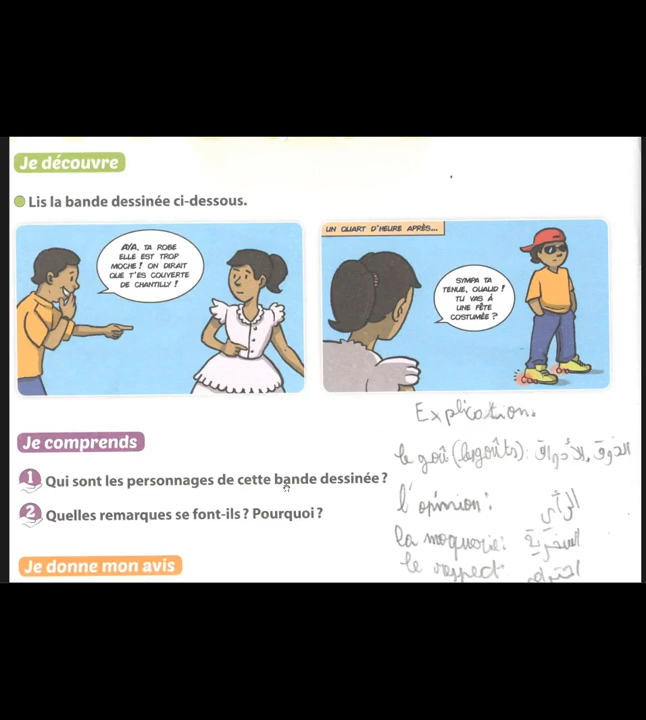 Je découvre
Lis la bande dessinée ci-dessous.
AYA, TA ROBE
ELLE EST TROP
MOCHE ! ON DIRAIT
QUE T'ES COUVERTE
DE CHANTILLY !
UN QUART D'HEURE APRÈS...
SYMPA TA
TENUE, OUALID !
TU VAS À
UNE FÊTE
COSTUMÉE ?
Explication.
Je comprends
le goû (les goûts): الذوق، الأذواق
1 Qui sont les personnages de cette bande dessinée ?
l'opinion: الرأي
2 Quelles remarques se font-ils ? Pourquoi ?
la moquerie: السخرية
le respect
Je donne mon avis